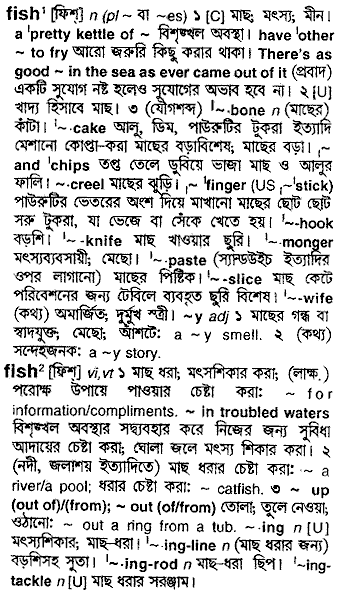 fish¹ [ফিশ্] n (pl ~ বা ~es) ১ [C] মাছ; মৎস্য; মীন।
a ˈpretty kettle of ~ বিশৃঙ্খল অবস্থা। have ˈother
~ to fry আরো জরুরি কিছু করার থাকা। There's as
good ~ in the sea as ever came out of it (প্রবাদ)
একটি সুযোগ নষ্ট হলেও সুযোগের অভাব হবে না। ২ [U]
খাদ্য হিসাবে মাছ। ৩ (যৌগশব্দ) ˈ~·bone n (মাছের)
কাঁটা। ˈ~·cake আলু, ডিম, পাউরুটির টুকরা ইত্যাদি
মেশানো কোপ্তা-করা মাছের বড়াবিশেষ; মাছের বড়া। ˌ~
and ˈchips তপ্ত তেলে ডুবিয়ে ভাজা মাছ ও আলুর
ফালি। ~·creel মাছের ঝুড়ি। ˌ~ ˈfinger (US ˌ~ˈstick)
পাউরুটির ভেতরের অংশ দিয়ে মাখানো মাছের ছোট ছোট
সরু টুকরা, যা ভেজে বা সেঁকে খেতে হয়। ˈ~-hook
বড়শি। ˈ~·knife মাছ খাওয়ার ছুরি। ˈ~·monger
মৎস্যব্যবসায়ী; মেছো। ˈ~·paste (স্যান্ডউইচ ইত্যাদির
ওপর লাগানো) মাছের পিষ্টিক। ˈ~-slice মাছ কেটে
পরিবেশনের জন্য টেবিলে ব্যবহৃত ছুরি বিশেষ। ˈ~-wife
(কথ্য) অমার্জিত; দুর্মুখ স্ত্রী। ~y adj ১ মাছের গন্ধ বা
স্বাদযুক্ত; মেছো; আঁশটে: a ~y smell. ২ (কথ্য)
সন্দেহজনক: a ~y story.
fish² [ফিশ্] vi,vt ১ মাছ ধরা; মৎসশিকার করা; (লাক্ষ.)
পরোক্ষ উপায়ে পাওয়ার চেষ্টা করা: ~ for
information/compliments. ~ in troubled waters
বিশৃঙ্খল অবস্থার সদ্ব্যবহার করে নিজের জন্য সুবিধা
আদায়ের চেষ্টা করা; ঘোলা জলে মৎস্য শিকার করা। ২
(নদী, জলাশয় ইত্যাদিতে) মাছ ধরার চেষ্টা করা: ~ a
river/a pool; ধরার চেষ্টা করা: ~ catfish. ৩ ~ up
(out of)/(from); ~ out (of/from) তোলা; তুলে নেওয়া;
ওঠানো: ~ out a ring from a tub. ~·ing n [U]
মৎস্যশিকার; মাছ-ধরা। ˈ~·ing-line n (মাছ ধরার জন্য)
বড়শিসহ সুতা। ˈ~·ing-rod n মাছ-ধরা ছিপ। ˈ~·ing-
tackle n [U] মাছ ধরার সরঞ্জাম।